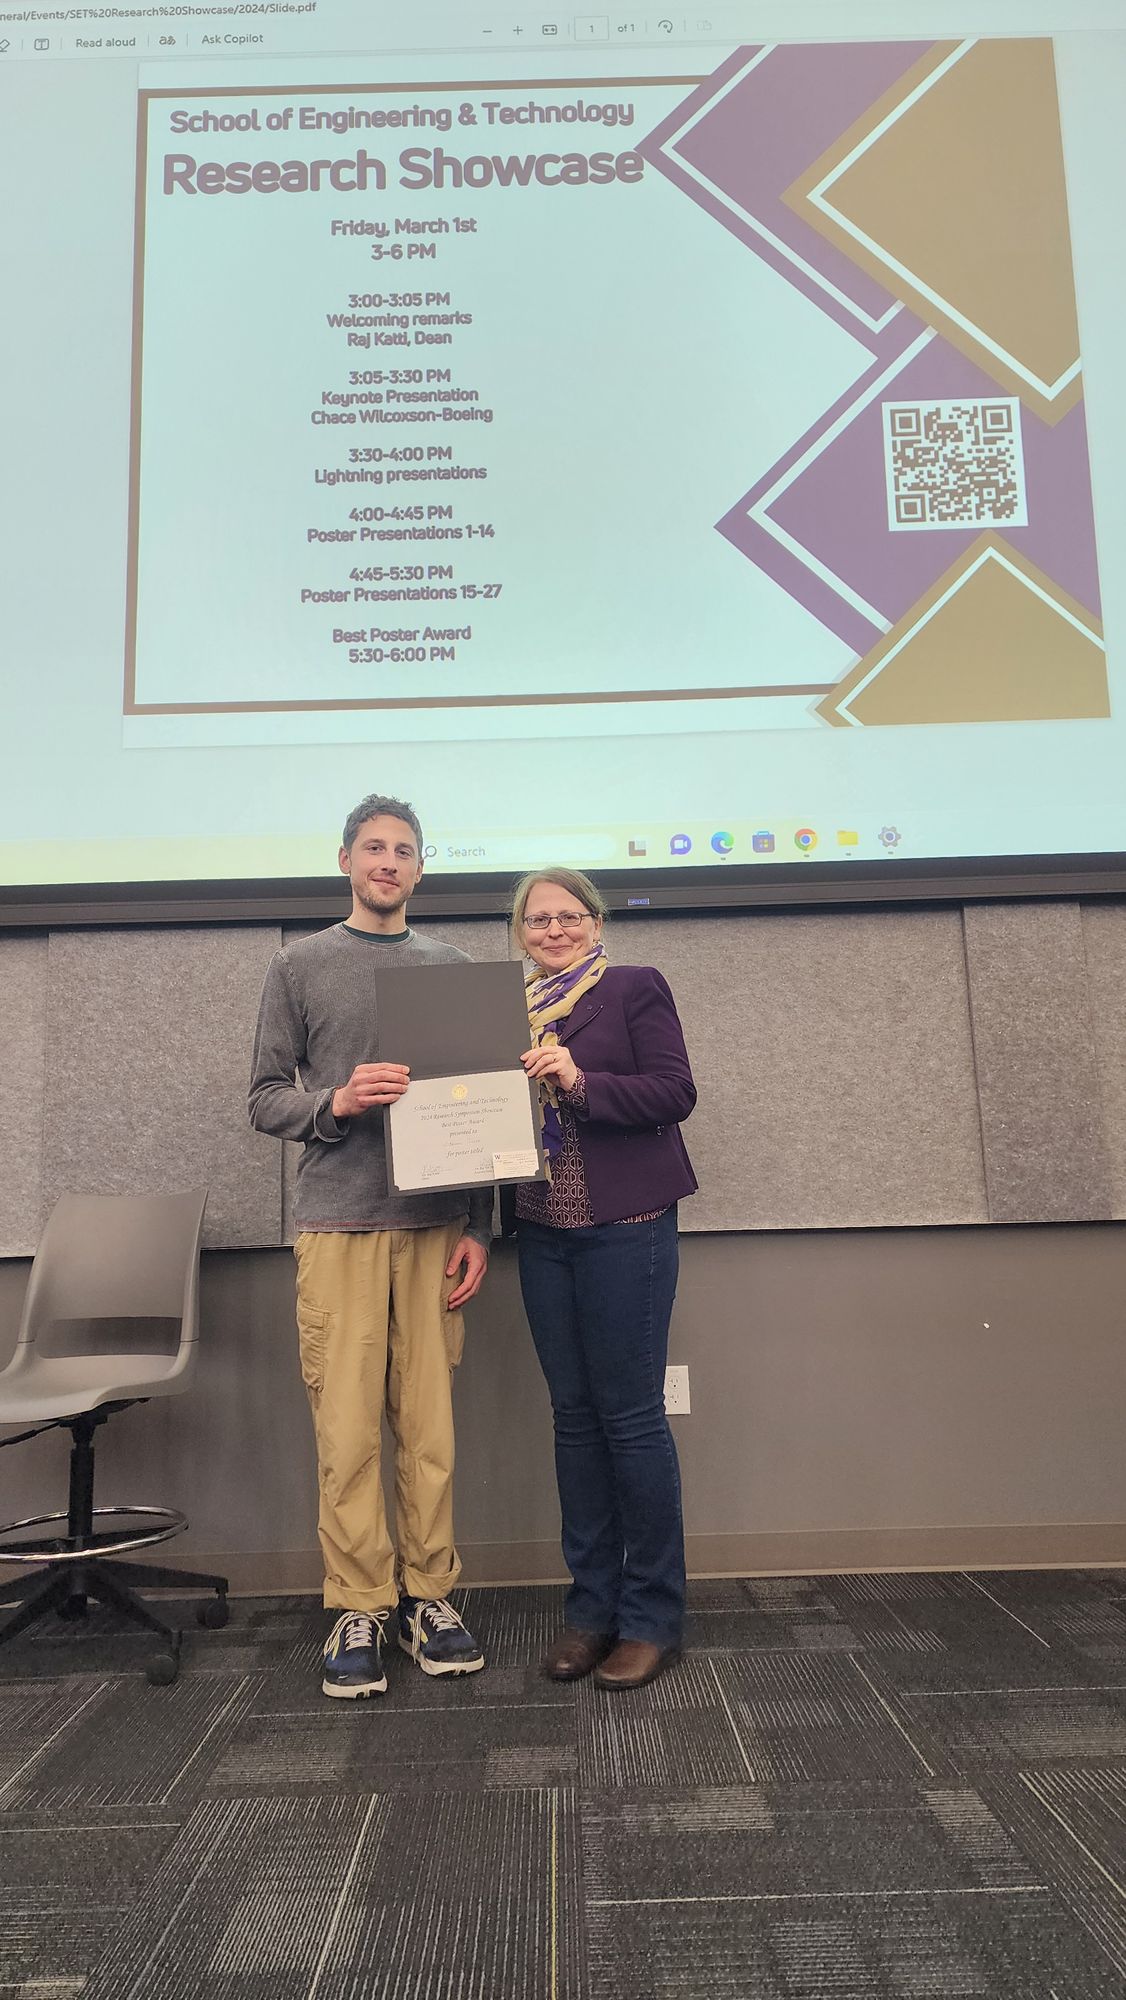 neral/Events/SET%20Research%20Showcase/2024/Slide.pdf
Read aloud
aあ
Ask Copilot
1 of 1
School of Engineering & Technology
Research Showcase
Friday, March 1st
3-6 PM
3:00-3:05 PM
Welcoming remarks
Raj Katti, Dean
3:05-3:30 PM
Keynote Presentation
Chace Wilcoxson-Boeing
3:30-4:00 PM
Lightning presentations
4:00-4:45 PM
Poster Presentations 1-14
4:45-5:30 PM
Poster Presentations 15-27
Best Poster Award
5:30-6:00 PM
Search
School of Engineering and Technology
2024 Research Symposium Showcase
Best Poster Award
presented to
for poster titled
W